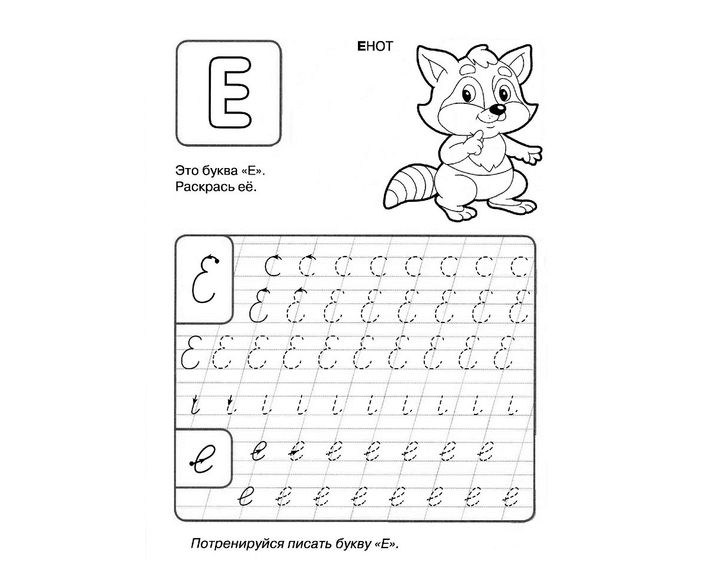 Е
ЕНОТ
Это буква «Е».
Раскрась её.
Е
С С С С С С С С
Е Е Е Е Е Е Е Е
Е Е Е Е Е Е Е Е Е Е
е
е е е е е е е
е е е е е е е е
Потренируйся писать букву «Е».